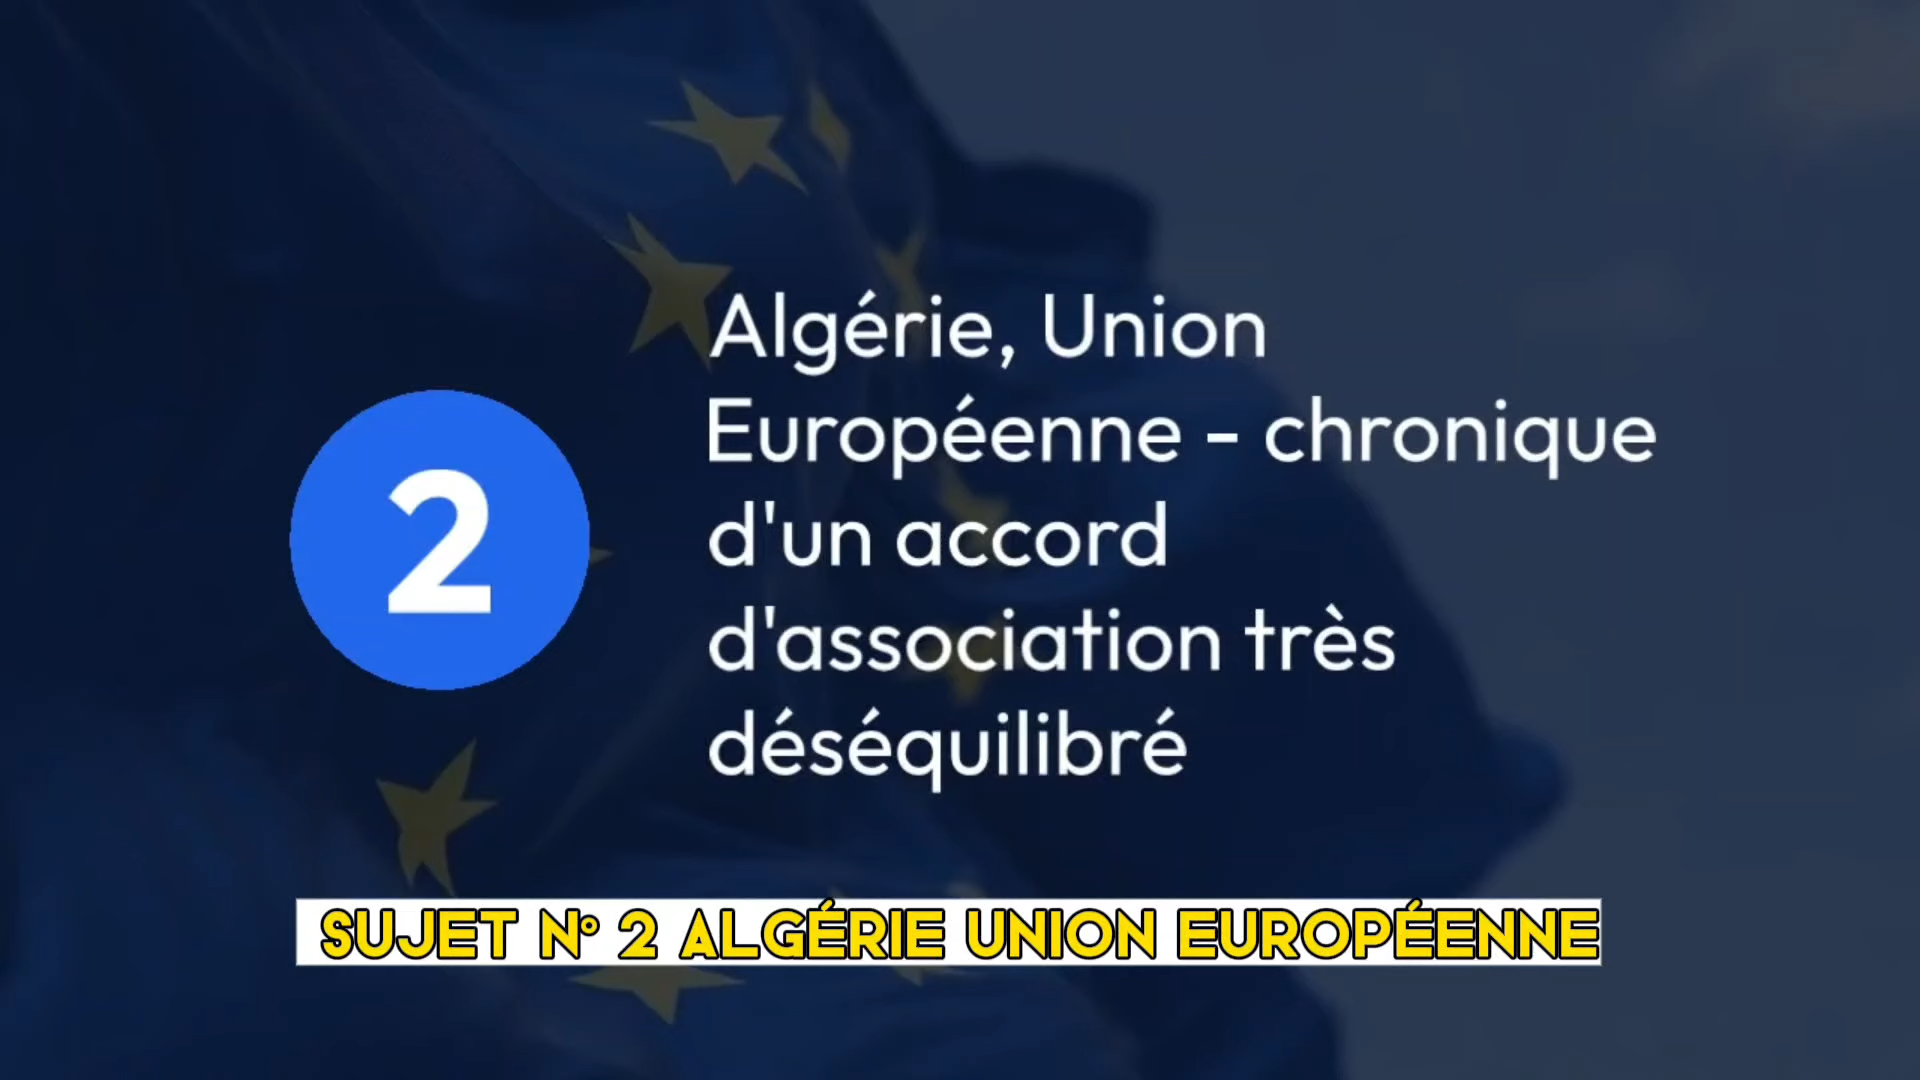 2
Algérie, Union
Européenne - chronique
d'un accord
d'association très
déséquilibré
SUJET N° 2 ALGÉRIE UNION EUROPÉENNE